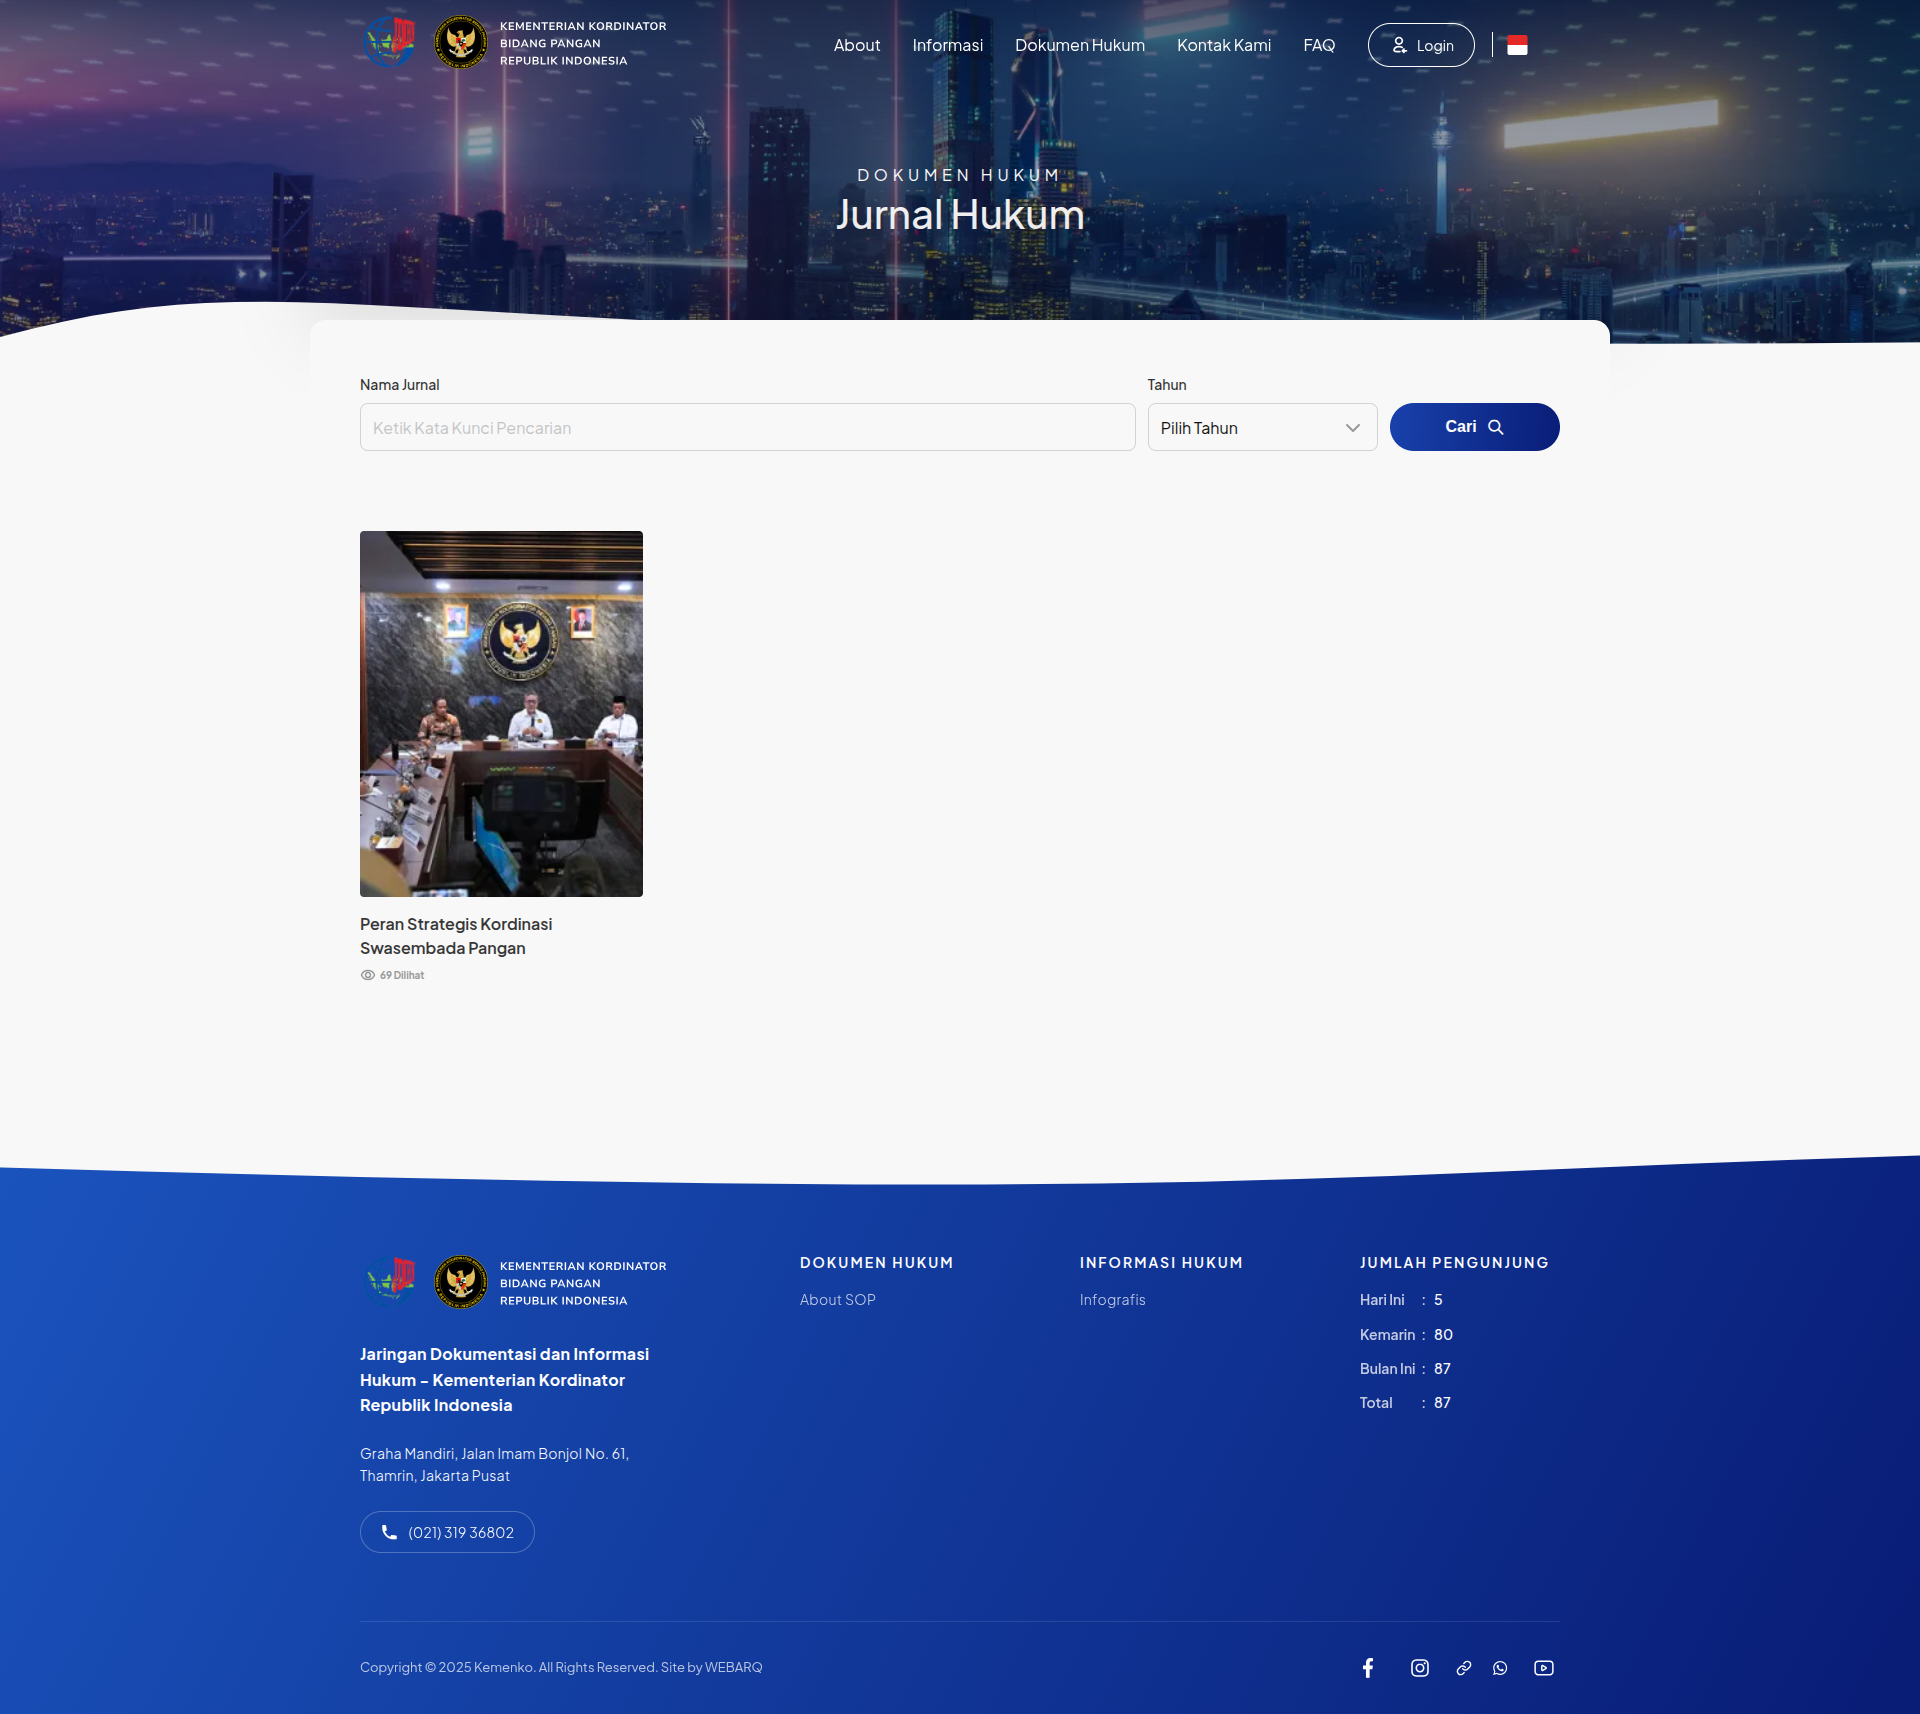 KEMENTERIAN KORDINATOR
BIDANG PANGAN
REPUBLIK INDONESIA
About
Informasi
Dokumen Hukum
Kontak Kami
FAQ
Login
DOKUMEN HUKUM
Jurnal Hukum
Nama Jurnal
Tahun
Ketik Kata Kunci Pencarian
Pilih Tahun
Cari
Peran Strategis Kordinasi
Swasembada Pangan
69 Dilihat
KEMENTERIAN KORDINATOR
BIDANG PANGAN
REPUBLIK INDONESIA
Jaringan Dokumentasi dan Informasi
Hukum - Kementerian Kordinator
Republik Indonesia
Graha Mandiri, Jalan Imam Bonjol No. 61,
Thamrin, Jakarta Pusat
(021) 319 36802
DOKUMEN HUKUM
About SOP
INFORMASI HUKUM
Infografis
JUMLAH PENGUNJUNG
Hari Ini : 5
Kemarin : 80
Bulan Ini : 87
Total : 87
Copyright © 2025 Kemenko. All Rights Reserved. Site by WEBARQ